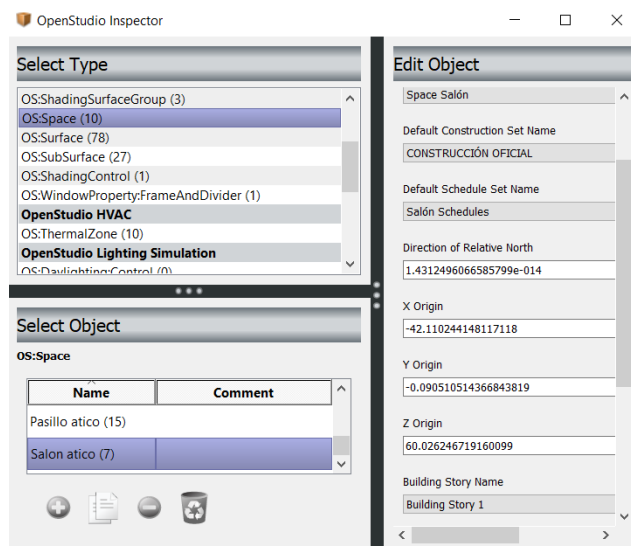 OpenStudio Inspector
Select Type
OS:ShadingSurfaceGroup (3)
OS:Space (10)
OS:Surface (78)
OS:SubSurface (27)
OS:ShadingControl (1)
OS:WindowProperty:FrameAndDivider (1)
OpenStudio HVAC
OS:ThermalZone (10)
OpenStudio Lighting Simulation
OS:Daylighting:Control (0)
Select Object
OS:Space
Name Comment
Pasillo atico (15)
Salon atico (7)
Edit Object
Space Salón
Default Construction Set Name
CONSTRUCCIÓN OFICIAL
Default Schedule Set Name
Salón Schedules
Direction of Relative North
1.4312496066585799e-014
X Origin
-42.110244148117118
Y Origin
-0.090510514366843819
Z Origin
60.026246719160099
Building Story Name
Building Story 1